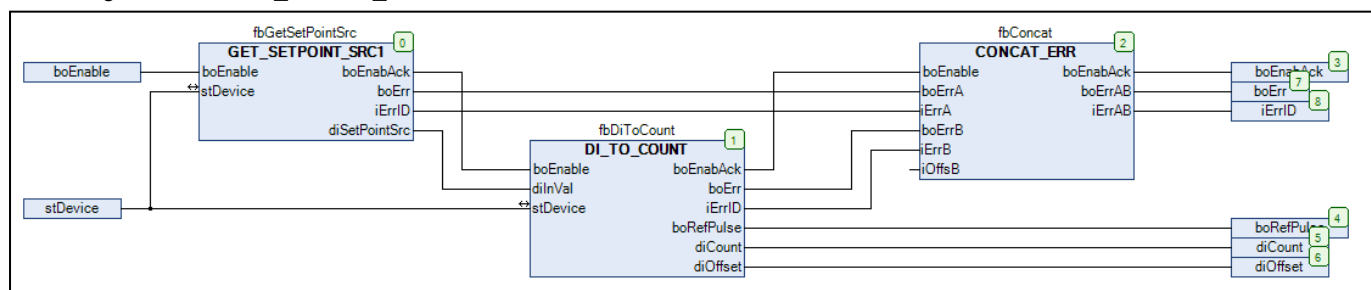 fbGetSetPointSrc
0
GET_SETPOINT_SRC1
boEnable
boEnable
boEnabAck
stDevice
boErr
iErrID
diSetPointSrc
fbDiToCount
1
DI_TO_COUNT
boEnable
boEnabAck
diInVal
boErr
stDevice
stDevice
iErrID
boRefPulse
diCount
diOffset
fbConcat
2
CONCAT_ERR
boEnable
boEnabAck
boErrA
boErrAB
iErrA
iErrAB
boErrB
iErrB
iOffsB
3
boEnabAck
7
boErr
8
iErrID
4
boRefPulse
5
diCount
6
diOffset